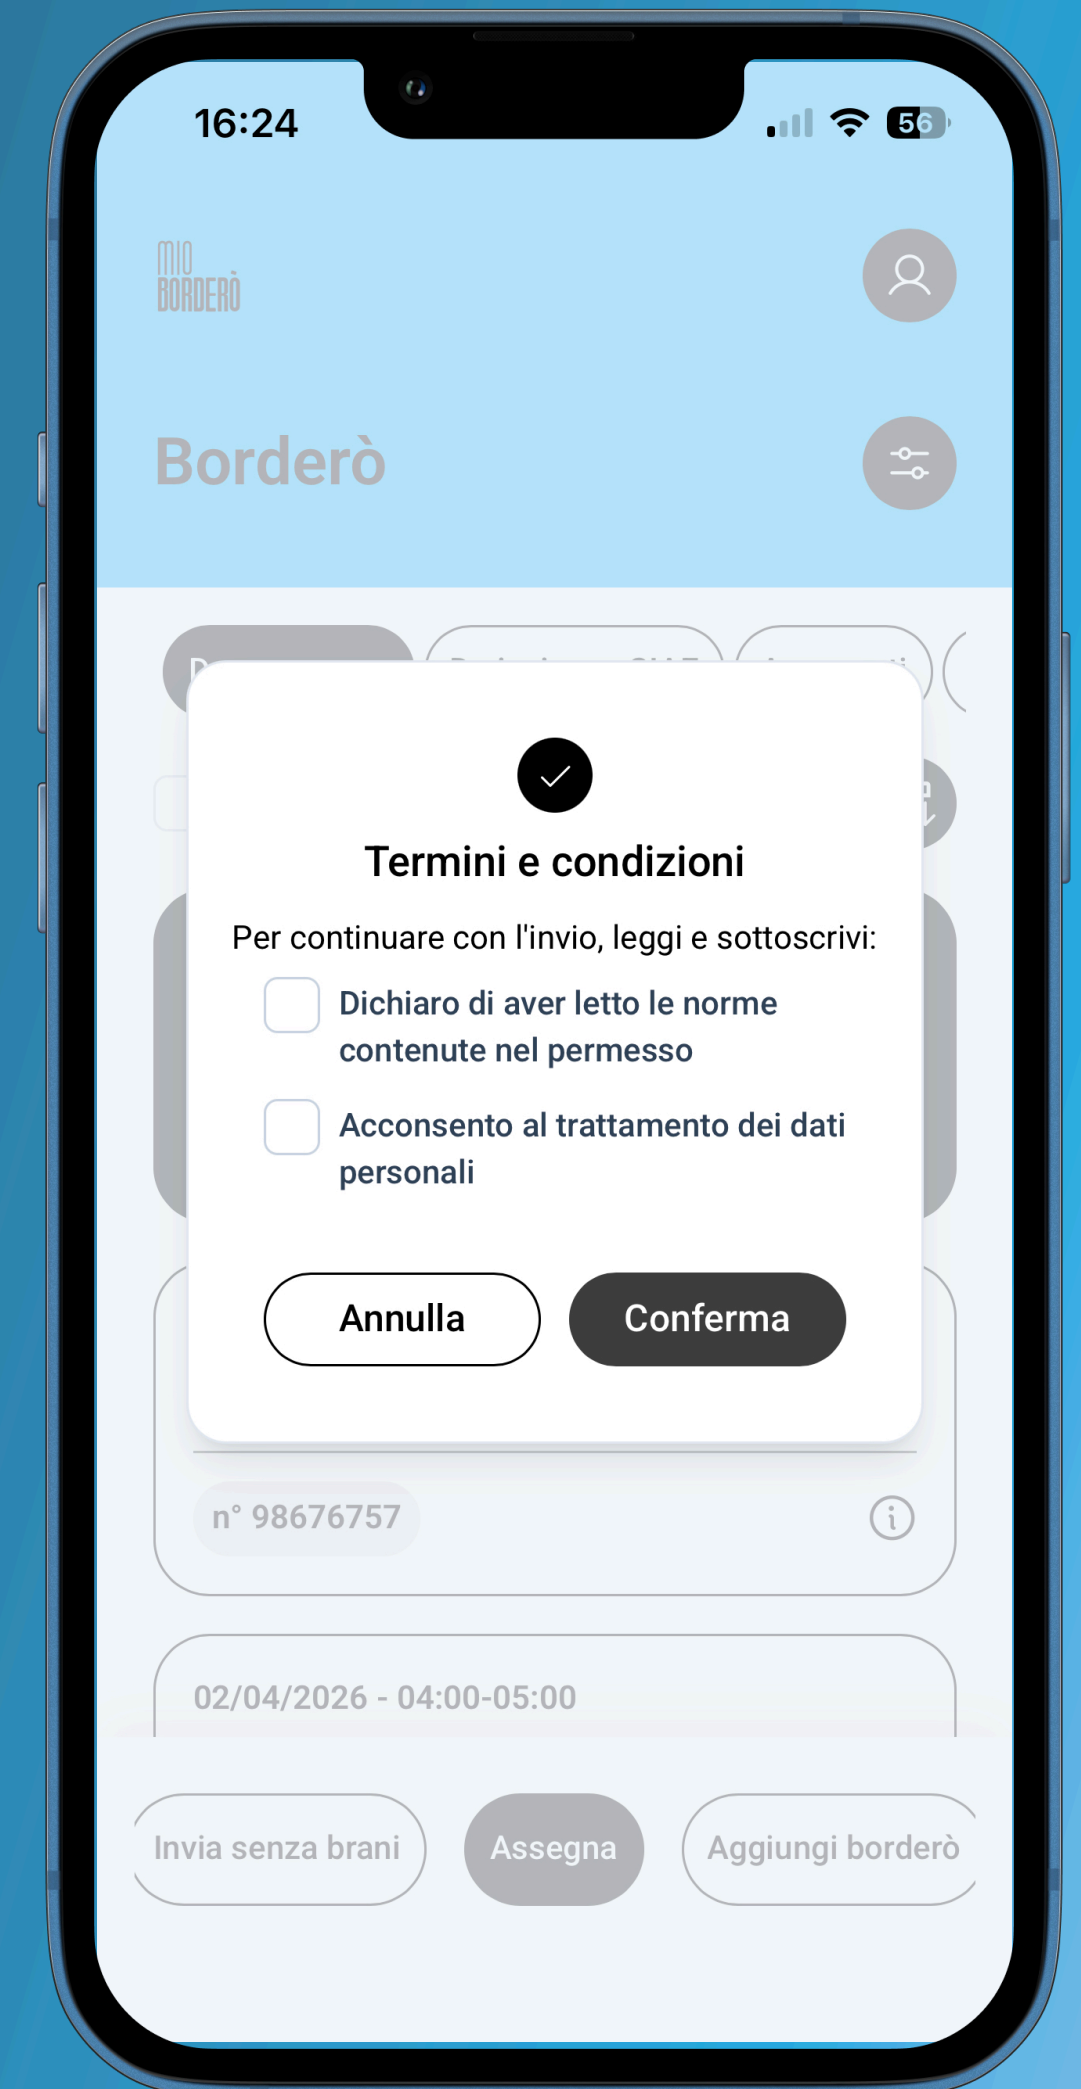 16:24
56
MIO
BORDERÒ
Borderò
Termini e condizioni
Per continuare con l'invio, leggi e sottoscrivi:
Dichiaro di aver letto le norme
contenute nel permesso
Acconsento al trattamento dei dati
personali
Annulla
Conferma
n° 98676757
02/04/2026 - 04:00-05:00
Invia senza brani
Assegna
Aggiungi borderò